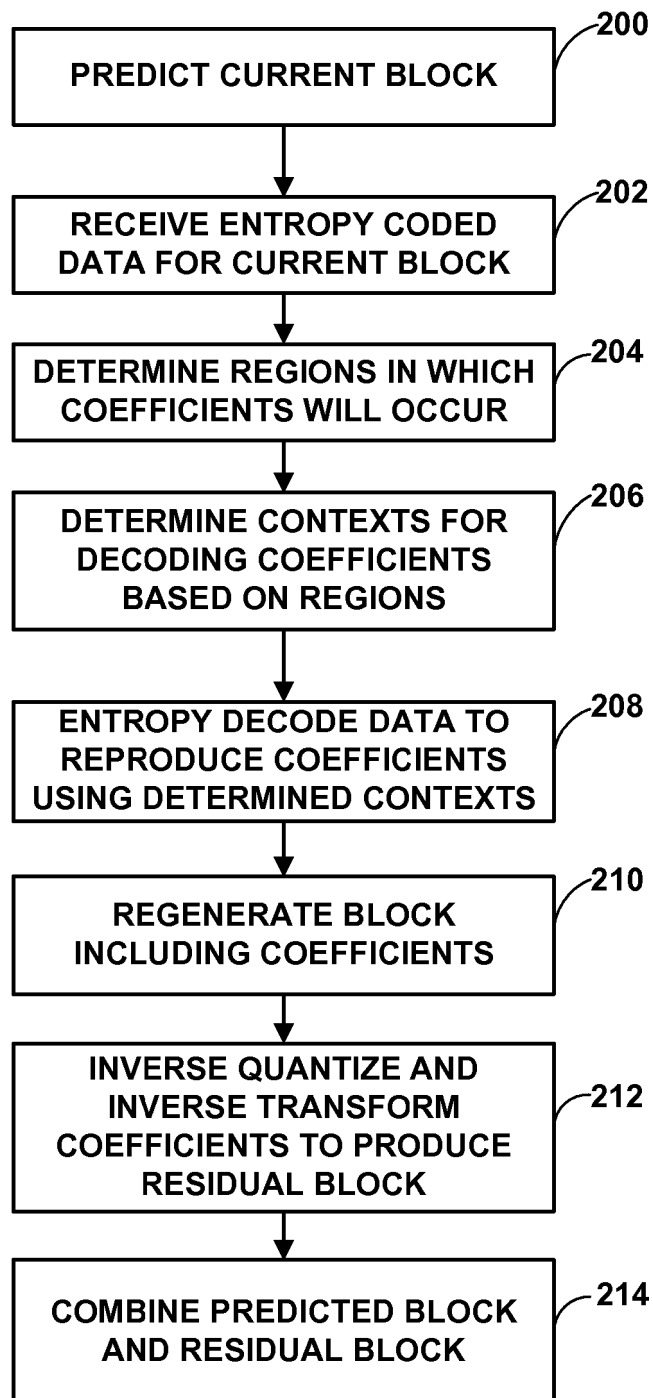 200
PREDICT CURRENT BLOCK
202
RECEIVE ENTROPY CODED
DATA FOR CURRENT BLOCK
204
DETERMINE REGIONS IN WHICH
COEFFICIENTS WILL OCCUR
206
DETERMINE CONTEXTS FOR
DECODING COEFFICIENTS
BASED ON REGIONS
208
ENTROPY DECODE DATA TO
REPRODUCE COEFFICIENTS
USING DETERMINED CONTEXTS
210
REGENERATE BLOCK
INCLUDING COEFFICIENTS
212
INVERSE QUANTIZE AND
INVERSE TRANSFORM
COEFFICIENTS TO PRODUCE
RESIDUAL BLOCK
214
COMBINE PREDICTED BLOCK
AND RESIDUAL BLOCK